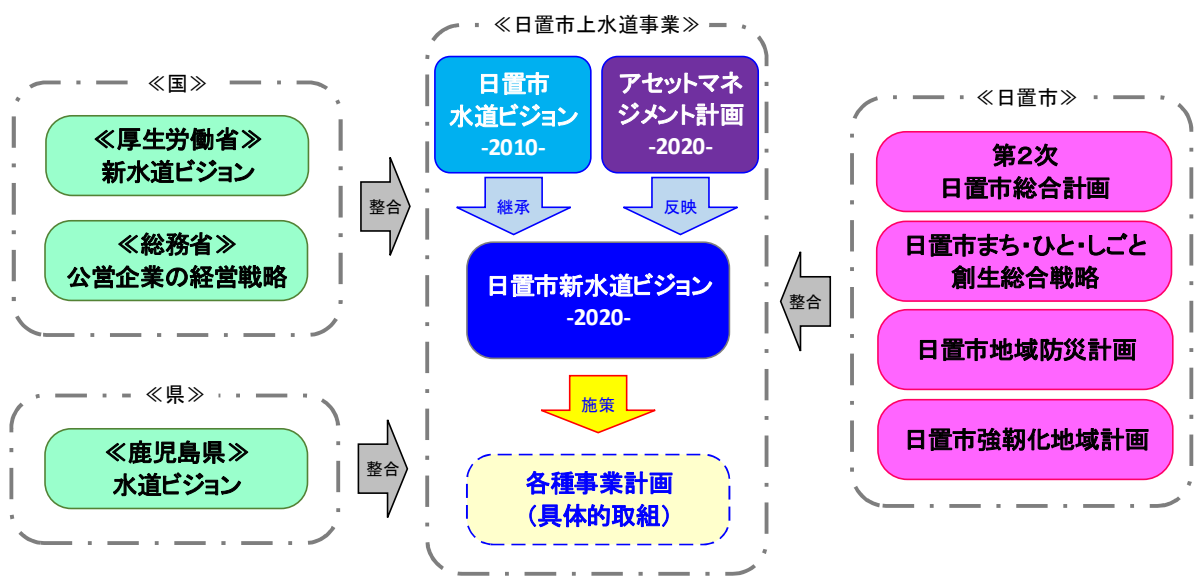 ≪国≫
≪厚生労働省≫
新水道ビジョン
≪総務省≫
公営企業の経営戦略
整合
≪県≫
≪鹿児島県≫
水道ビジョン
整合
≪日置市上水道事業≫
日置市
水道ビジョン
-2010-
アセットマネ
ジメント計画
-2020-
継承
反映
日置市新水道ビジョン
-2020-
施策
各種事業計画
（具体的取組）
整合
≪日置市≫
第２次
日置市総合計画
日置市まち・ひと・しごと
創生総合戦略
日置市地域防災計画
日置市強靭化地域計画